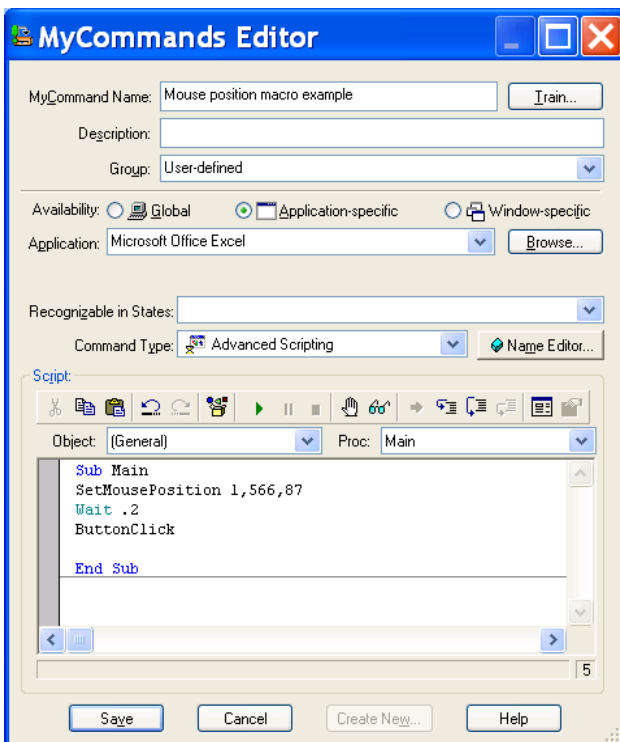 MyCommands Editor
MyCommand Name: Mouse position macro example Train...
Description:
Group: User-defined
Availability: Global Application-specific Window-specific
Application: Microsoft Office Excel Browse...
Recognizable in States:
Command Type: Advanced Scripting Name Editor...
Script:
Object: (General) Proc: Main
Sub Main
SetMousePosition 1,566,87
Wait .2
ButtonClick
End Sub
5
Save Cancel Create New... Help